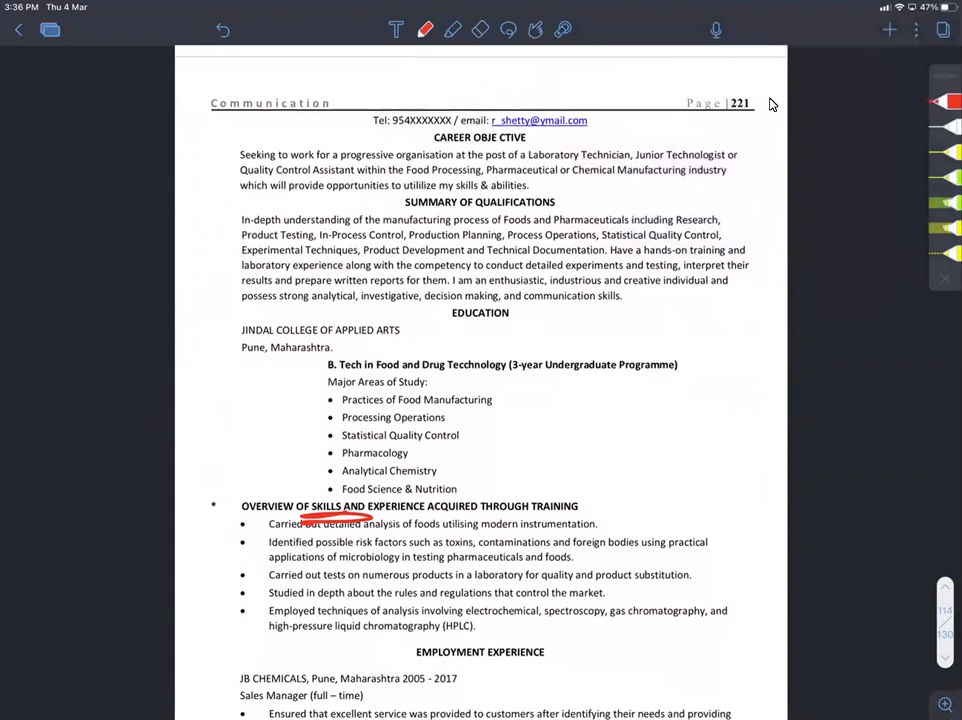 3:36 PM Thu 4 Mar
47%
Communication
Page | 221
Tel: 954XXXXXXX / email: r_shetty@ymail.com
CAREER OBJE CTIVE
Seeking to work for a progressive organisation at the post of a Laboratory Technician, Junior Technologist or
Quality Control Assistant within the Food Processing, Pharmaceutical or Chemical Manufacturing industry
which will provide opportunities to utililize my skills & abilities.
SUMMARY OF QUALIFICATIONS
In-depth understanding of the manufacturing process of Foods and Pharmaceuticals including Research,
Product Testing, In-Process Control, Production Planning, Process Operations, Statistical Quality Control,
Experimental Techniques, Product Development and Technical Documentation. Have a hands-on training and
laboratory experience along with the competency to conduct detailed experiments and testing, interpret their
results and prepare written reports for them. I am an enthusiastic, industrious and creative individual and
possess strong analytical, investigative, decision making, and communication skills.
EDUCATION
JINDAL COLLEGE OF APPLIED ARTS
Pune, Maharashtra.
B. Tech in Food and Drug Tecchnology (3-year Undergraduate Programme)
Major Areas of Study:
• Practices of Food Manufacturing
• Processing Operations
• Statistical Quality Control
• Pharmacology
• Analytical Chemistry
• Food Science & Nutrition
* OVERVIEW OF SKILLS AND EXPERIENCE ACQUIRED THROUGH TRAINING
• Carried out detailed analysis of foods utilising modern instrumentation.
• Identified possible risk factors such as toxins, contaminations and foreign bodies using practical
applications of microbiology in testing pharmaceuticals and foods.
• Carried out tests on numerous products in a laboratory for quality and product substitution.
• Studied in depth about the rules and regulations that control the market.
• Employed techniques of analysis involving electrochemical, spectroscopy, gas chromatography, and
high-pressure liquid chromatography (HPLC).
EMPLOYMENT EXPERIENCE
JB CHEMICALS, Pune, Maharashtra 2005 - 2017
Sales Manager (full – time)
• Ensured that excellent service was provided to customers after identifying their needs and providing
114
/
130